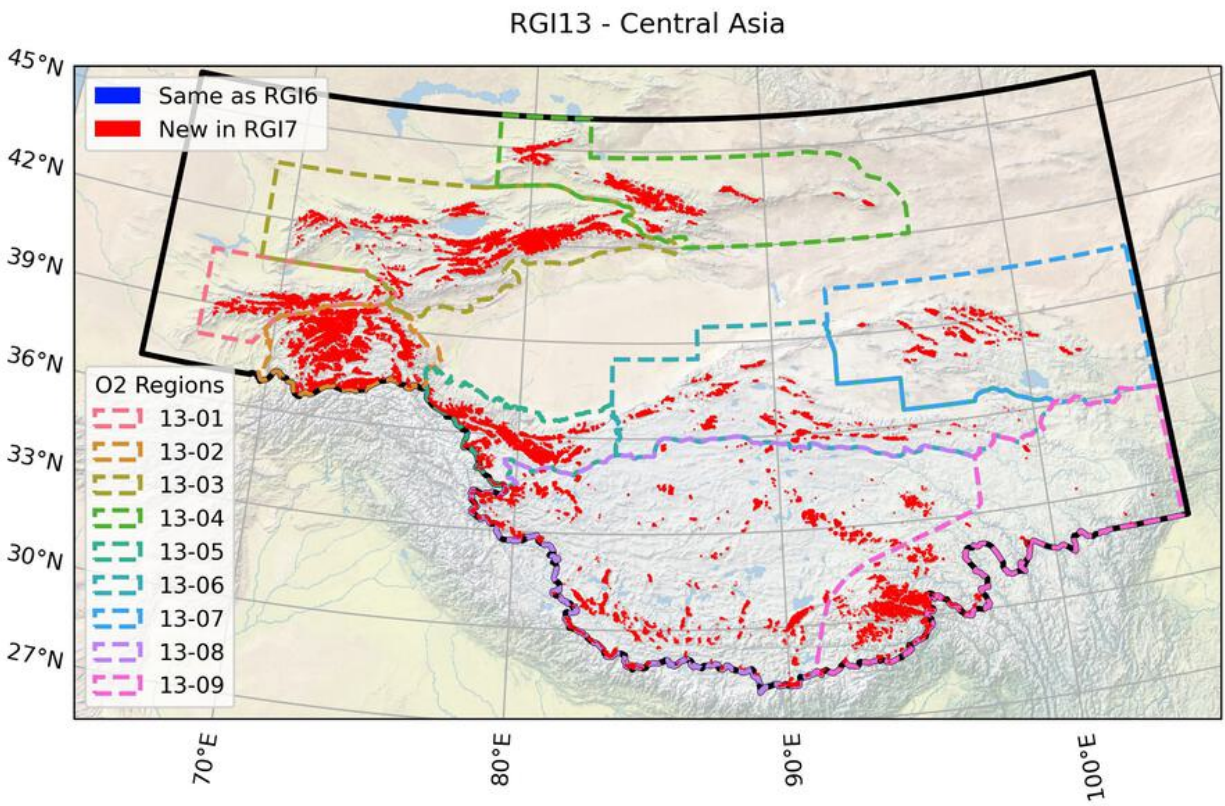 RGI13 - Central Asia
45°N
42°N
39°N
36°N
33°N
30°N
27°N
Same as RGI6
New in RGI7
O2 Regions
13-01
13-02
13-03
13-04
13-05
13-06
13-07
13-08
13-09
70°E
80°E
90°E
100°E